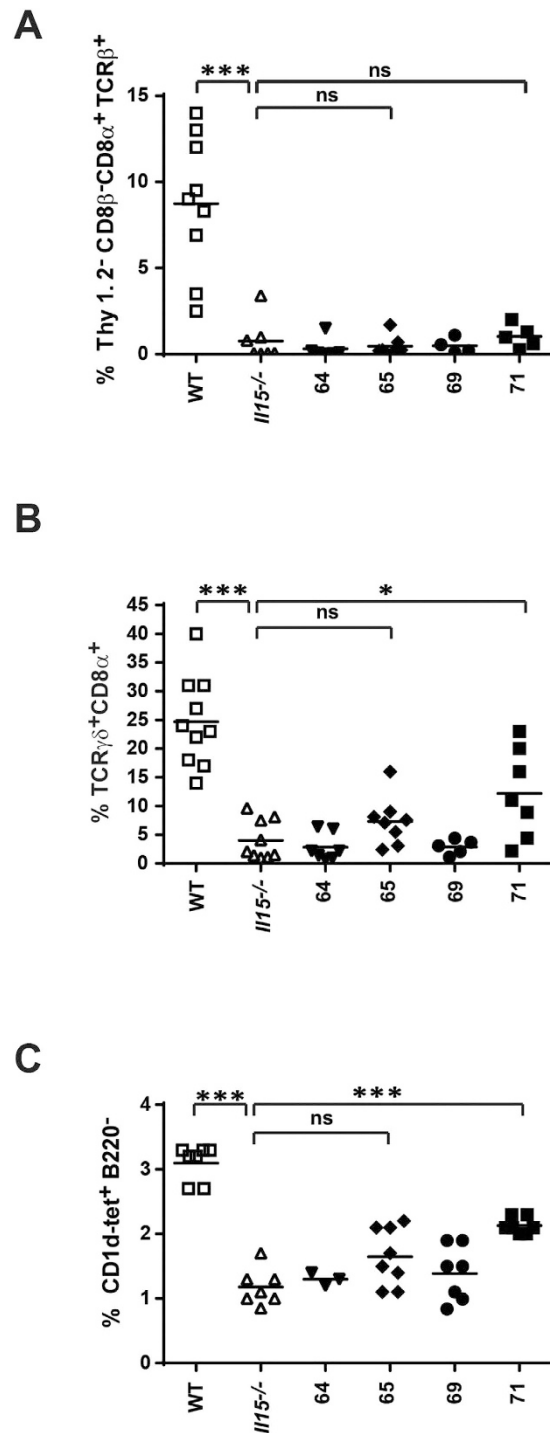 A
% Thy 1. 2- CD8β-CD8α+ TCRβ+
***
ns
ns
15
10
5
0
WT
Il15-/-
64
65
69
71
B
% TCRγδ+CD8α+
***
*
ns
45
40
35
30
25
20
15
10
5
0
WT
Il15-/-
64
65
69
71
C
% CD1d-tet+ B220-
***
***
ns
4
3
2
1
0
WT
Il15-/-
64
65
69
71